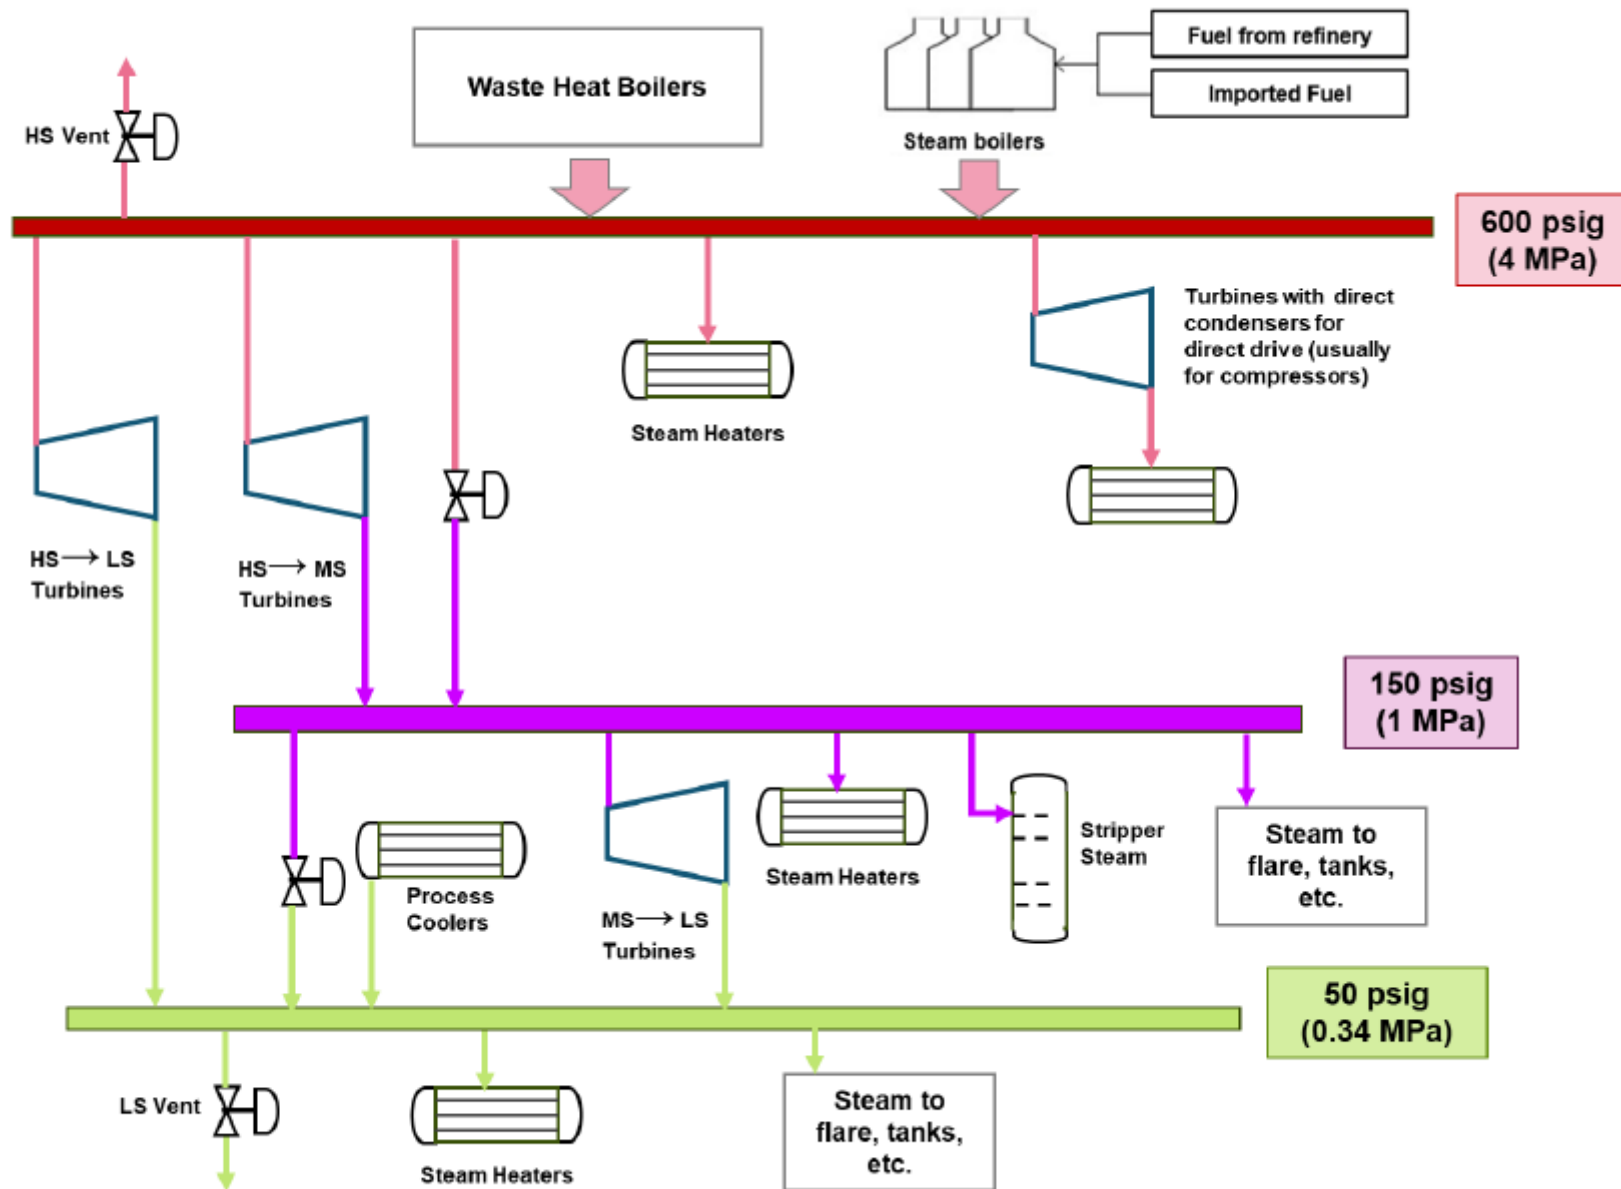 Waste Heat Boilers
Fuel from refinery
Imported Fuel
HS Vent
Steam boilers
600 psig
(4 MPa)
Turbines with direct
condensers for
direct drive (usually
for compressors)
Steam Heaters
HS→ LS
Turbines
HS→ MS
Turbines
150 psig
(1 MPa)
Process
Coolers
MS→ LS
Turbines
Steam Heaters
Stripper
Steam
Steam to
flare, tanks,
etc.
50 psig
(0.34 MPa)
LS Vent
Steam Heaters
Steam to
flare, tanks,
etc.